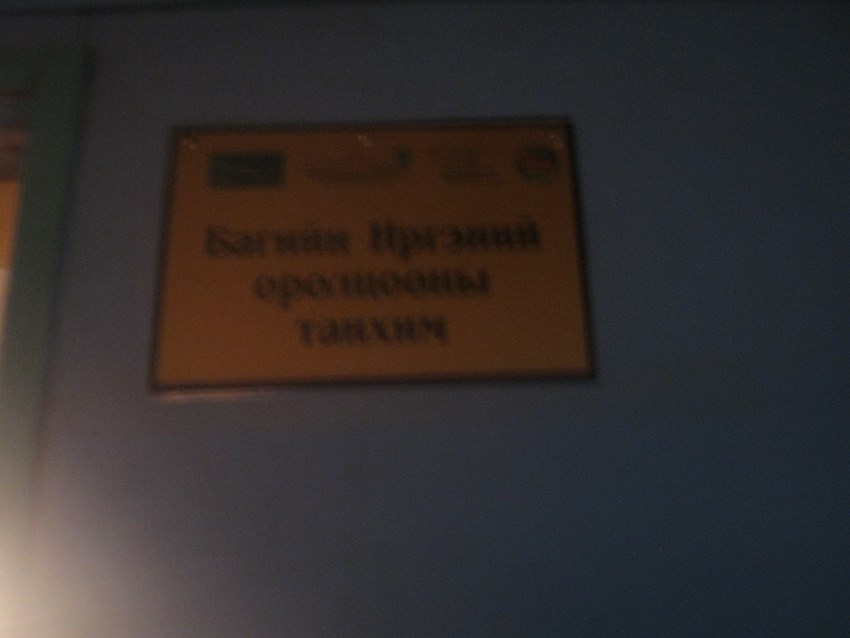 Багийн Иргэний
оролцооны
танхим